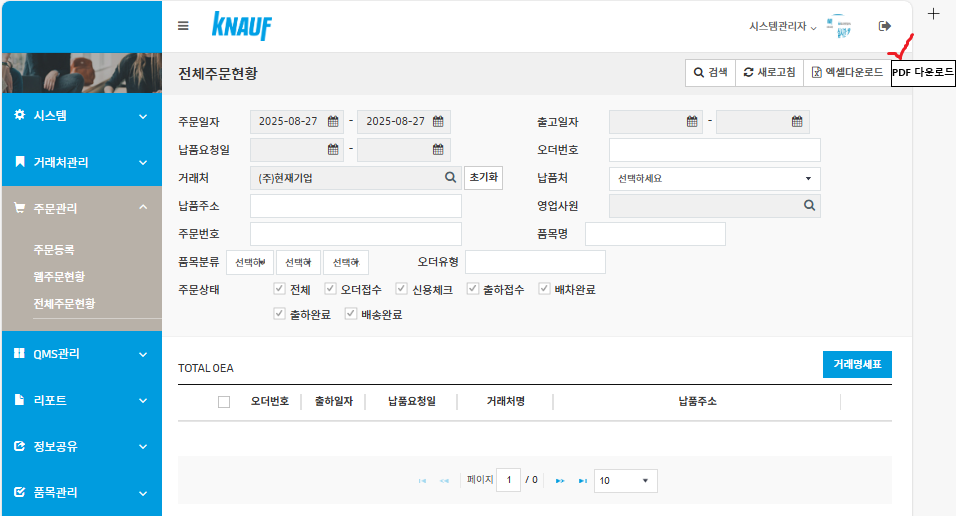 KNAUF
시스템관리자
전체주문현황
검색 새로고침 엑셀다운로드 PDF 다운로드
시스템
거래처관리
주문관리
주문등록
웹주문현황
전체주문현황
QMS관리
리포트
정보공유
품목관리
주문일자 2025-08-27 - 2025-08-27 출고일자 -
납품요청일 - 오더번호
거래처 (주)현재기업 초기화 납품처 선택하세요
납품주소 영업사원
주문번호 품목명
품목분류 선택하 선택하 선택하 오더유형
주문상태 전체 오더접수 신용체크 출하접수 배차완료
출하완료 배송완료
TOTAL 0EA 거래명세표
오더번호 출하일자 납품요청일 거래처명 납품주소
페이지 1 / 0 10